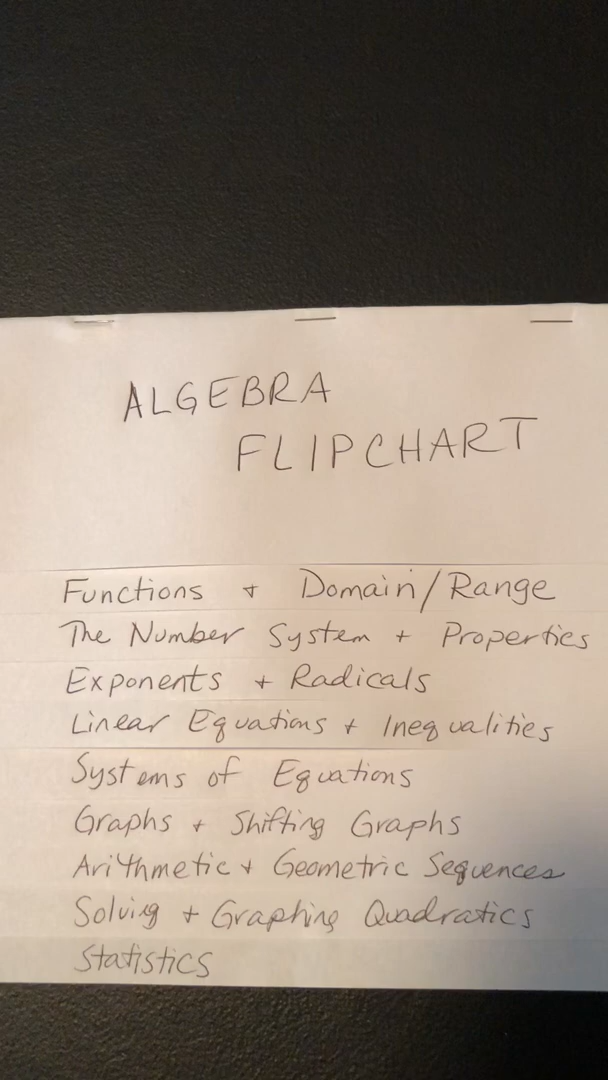 ALGEBRA
FLIPCHART
Functions + Domain/Range
The Number System + Properties
Exponents + Radicals
Linear Equations + Inequalities
Systems of Equations
Graphs + Shifting Graphs
Arithmetic + Geometric Sequences
Solving + Graphing Quadratics
Statistics